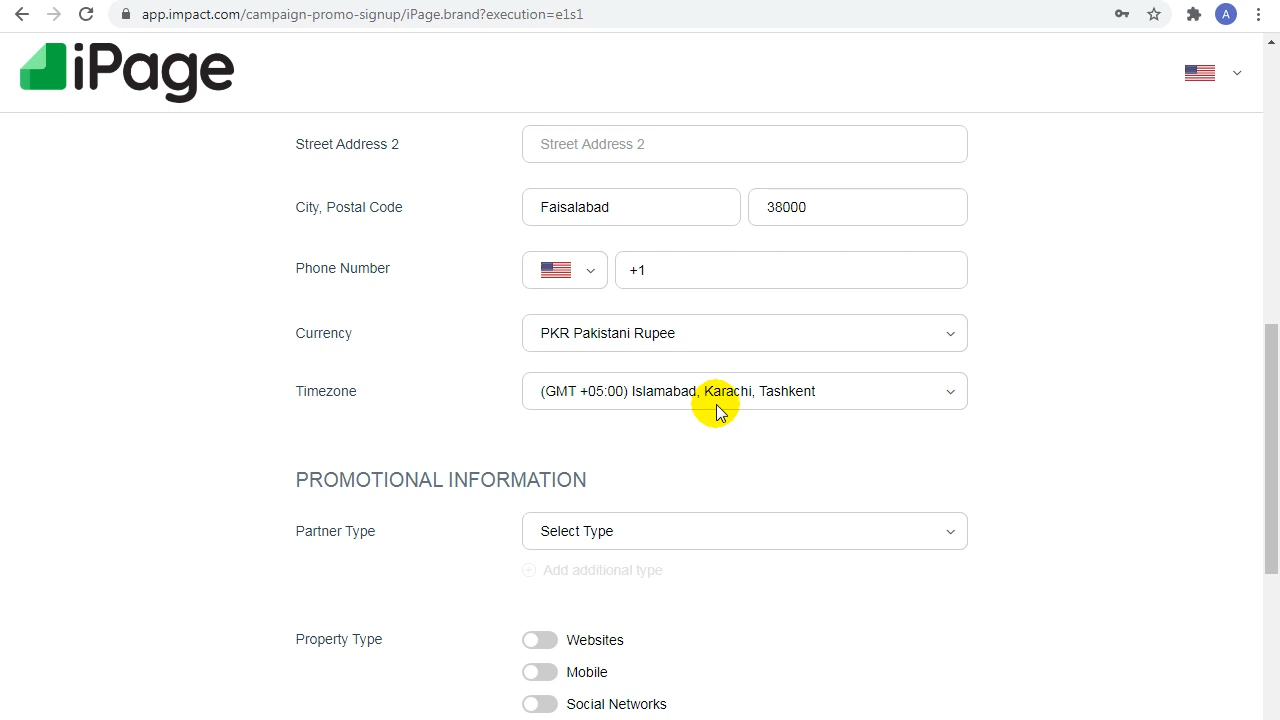 app.impact.com/campaign-promo-signup/iPage.brand?execution=e1s1
A
iPage
Street Address 2 Street Address 2
City, Postal Code Faisalabad 38000
Phone Number +1
Currency PKR Pakistani Rupee
Timezone (GMT +05:00) Islamabad, Karachi, Tashkent
PROMOTIONAL INFORMATION
Partner Type Select Type
Add additional type
Property Type Websites
Mobile
Social Networks